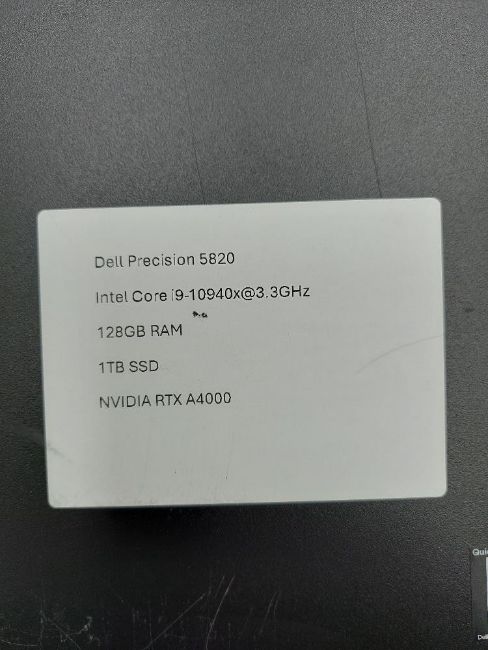 Dell Precision 5820
Intel Core i9-10940x@3.3GHz
128GB RAM
1TB SSD
NVIDIA RTX A4000